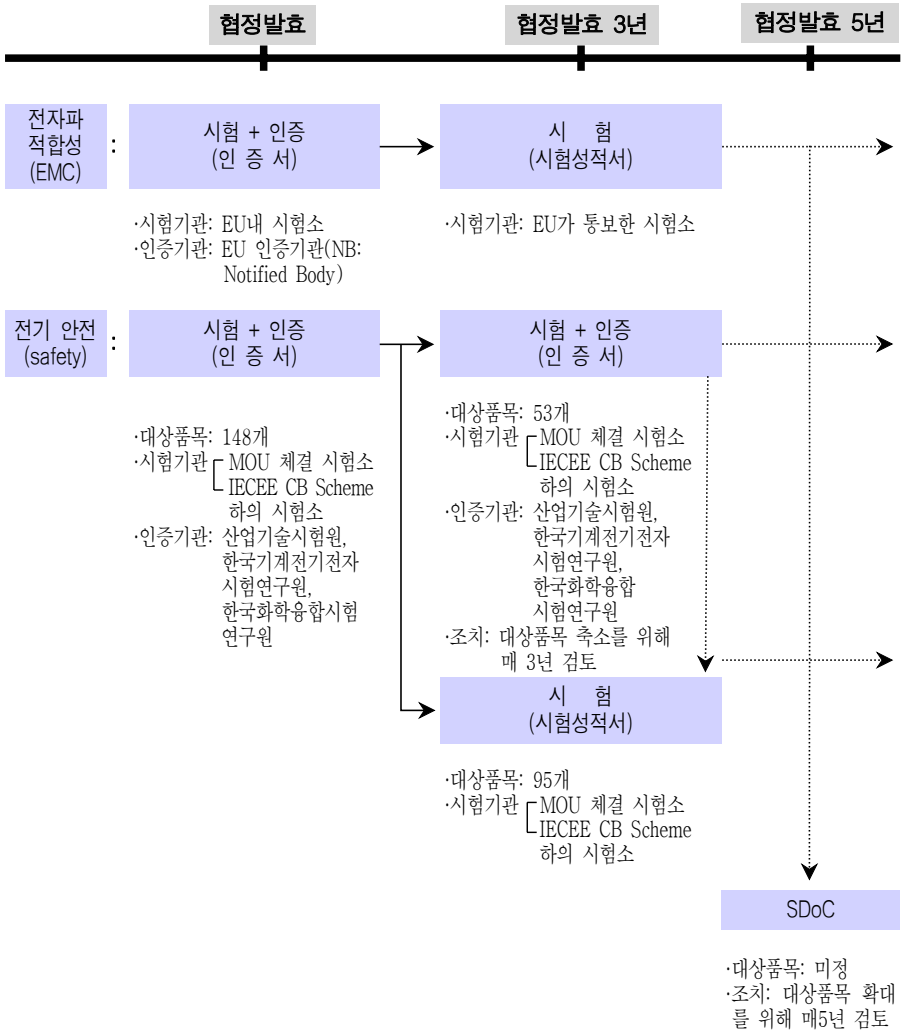 협정발효
협정발효 3년
협정발효 5년
전자파
적합성
(EMC)
:
시험 + 인증
(인 증 서)
시 험
(시험성적서)
·시험기관: EU내 시험소
·인증기관: EU 인증기관(NB:
Notified Body)
·시험기관: EU가 통보한 시험소
전기 안전
(safety)
:
시험 + 인증
(인 증 서)
시험 + 인증
(인 증 서)
·대상품목: 148개
·시험기관 MOU 체결 시험소
IECEE CB Scheme
하의 시험소
·인증기관: 산업기술시험원,
한국기계전기전자
시험연구원,
한국화학융합시험
연구원
·대상품목: 53개
·시험기관 MOU 체결 시험소
IECEE CB Scheme
하의 시험소
·인증기관: 산업기술시험원,
한국기계전기전자
시험연구원,
한국화학융합
시험연구원
·조치: 대상품목 축소를 위해
매 3년 검토
시 험
(시험성적서)
·대상품목: 95개
·시험기관 MOU 체결 시험소
IECEE CB Scheme
하의 시험소
SDoC
·대상품목: 미정
·조치: 대상품목 확대
를 위해 매5년 검토